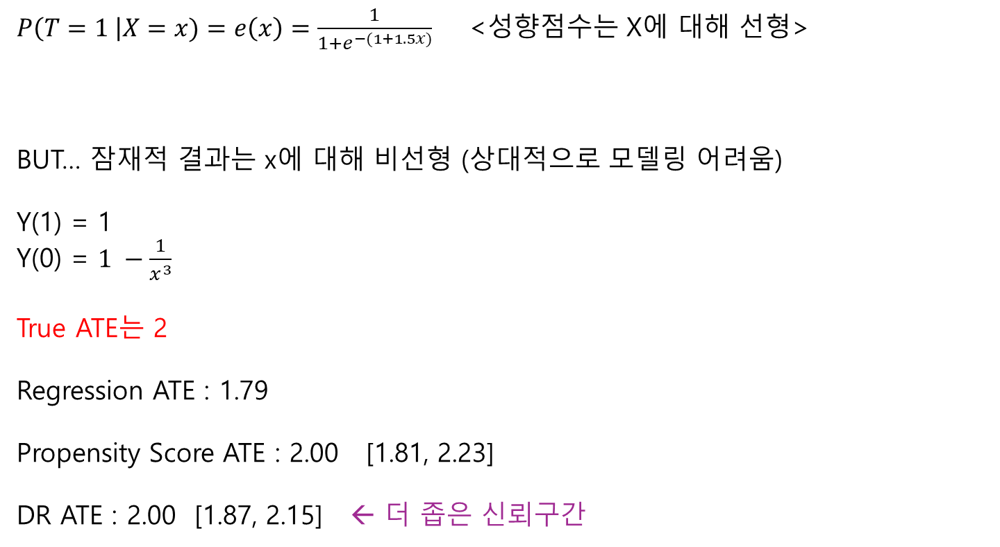 P(T = 1 |X = x) = e(x) = \frac{1}{1+e^{-(1+1.5x)}} <성향점수는 X에 대해 선형>
BUT... 잠재적 결과는 x에 대해 비선형 (상대적으로 모델링 어려움)
Y(1) = 1
Y(0) = 1 - \frac{1}{x^3}
True ATE는 2
Regression ATE : 1.79
Propensity Score ATE : 2.00 [1.81, 2.23]
DR ATE : 2.00 [1.87, 2.15] ← 더 좁은 신뢰구간